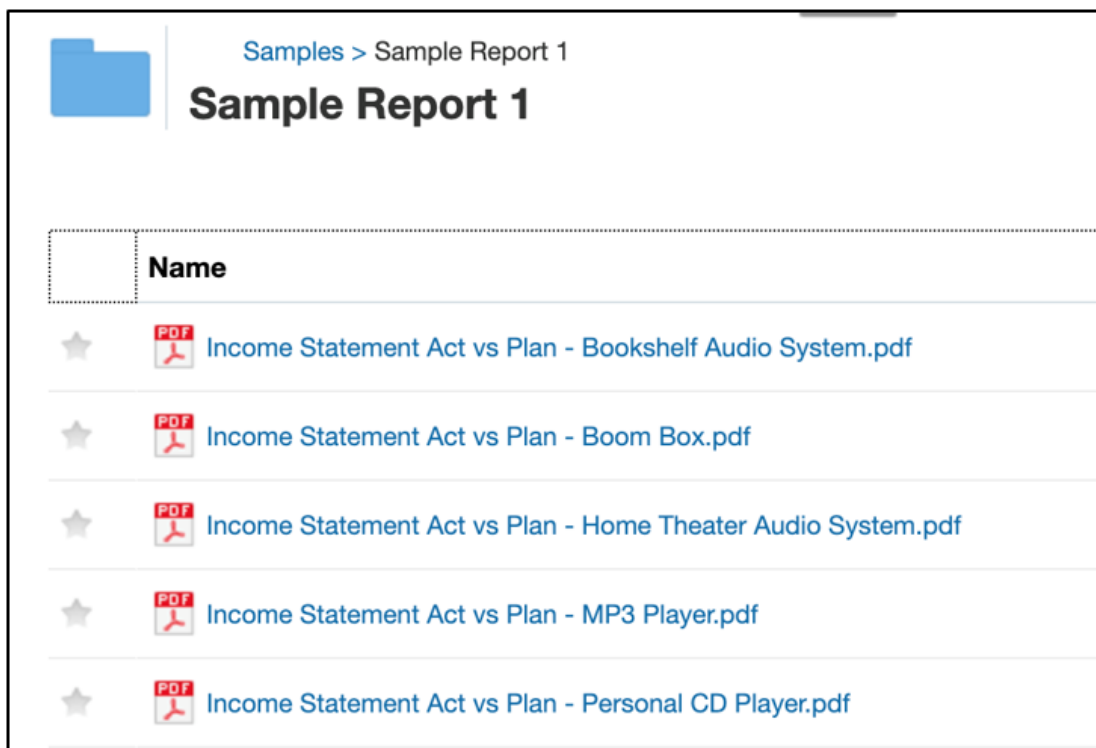 Samples > Sample Report 1
Sample Report 1
Name
PDF Income Statement Act vs Plan - Bookshelf Audio System.pdf
PDF Income Statement Act vs Plan - Boom Box.pdf
PDF Income Statement Act vs Plan - Home Theater Audio System.pdf
PDF Income Statement Act vs Plan - MP3 Player.pdf
PDF Income Statement Act vs Plan - Personal CD Player.pdf